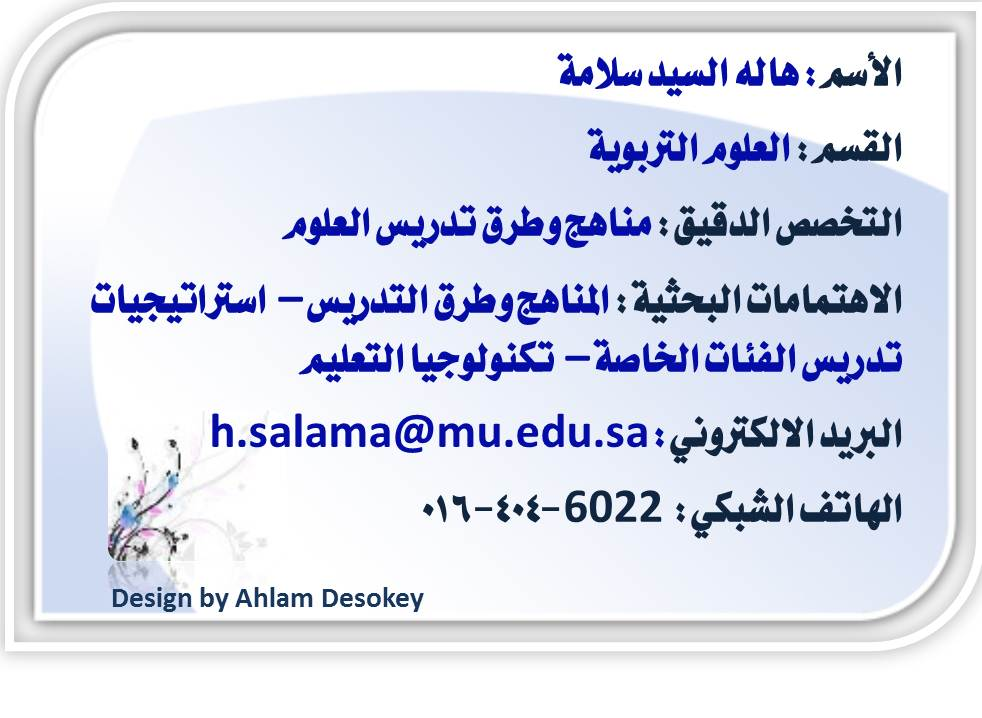 الأسم : هاله السيد سلامة
القسم : العلوم التربوية
التخصص الدقيق : مناهج وطرق تدريس العلوم
الاهتمامات البحثية : المناهج وطرق التدريس – استراتيجيات
تدريس الفئات الخاصة – تكنولوجيا التعليم
البريد الالكتروني : h.salama@mu.edu.sa
الهاتف الشبكي : 6022-٤٠٤-٠١٦
Design by Ahlam Desokey